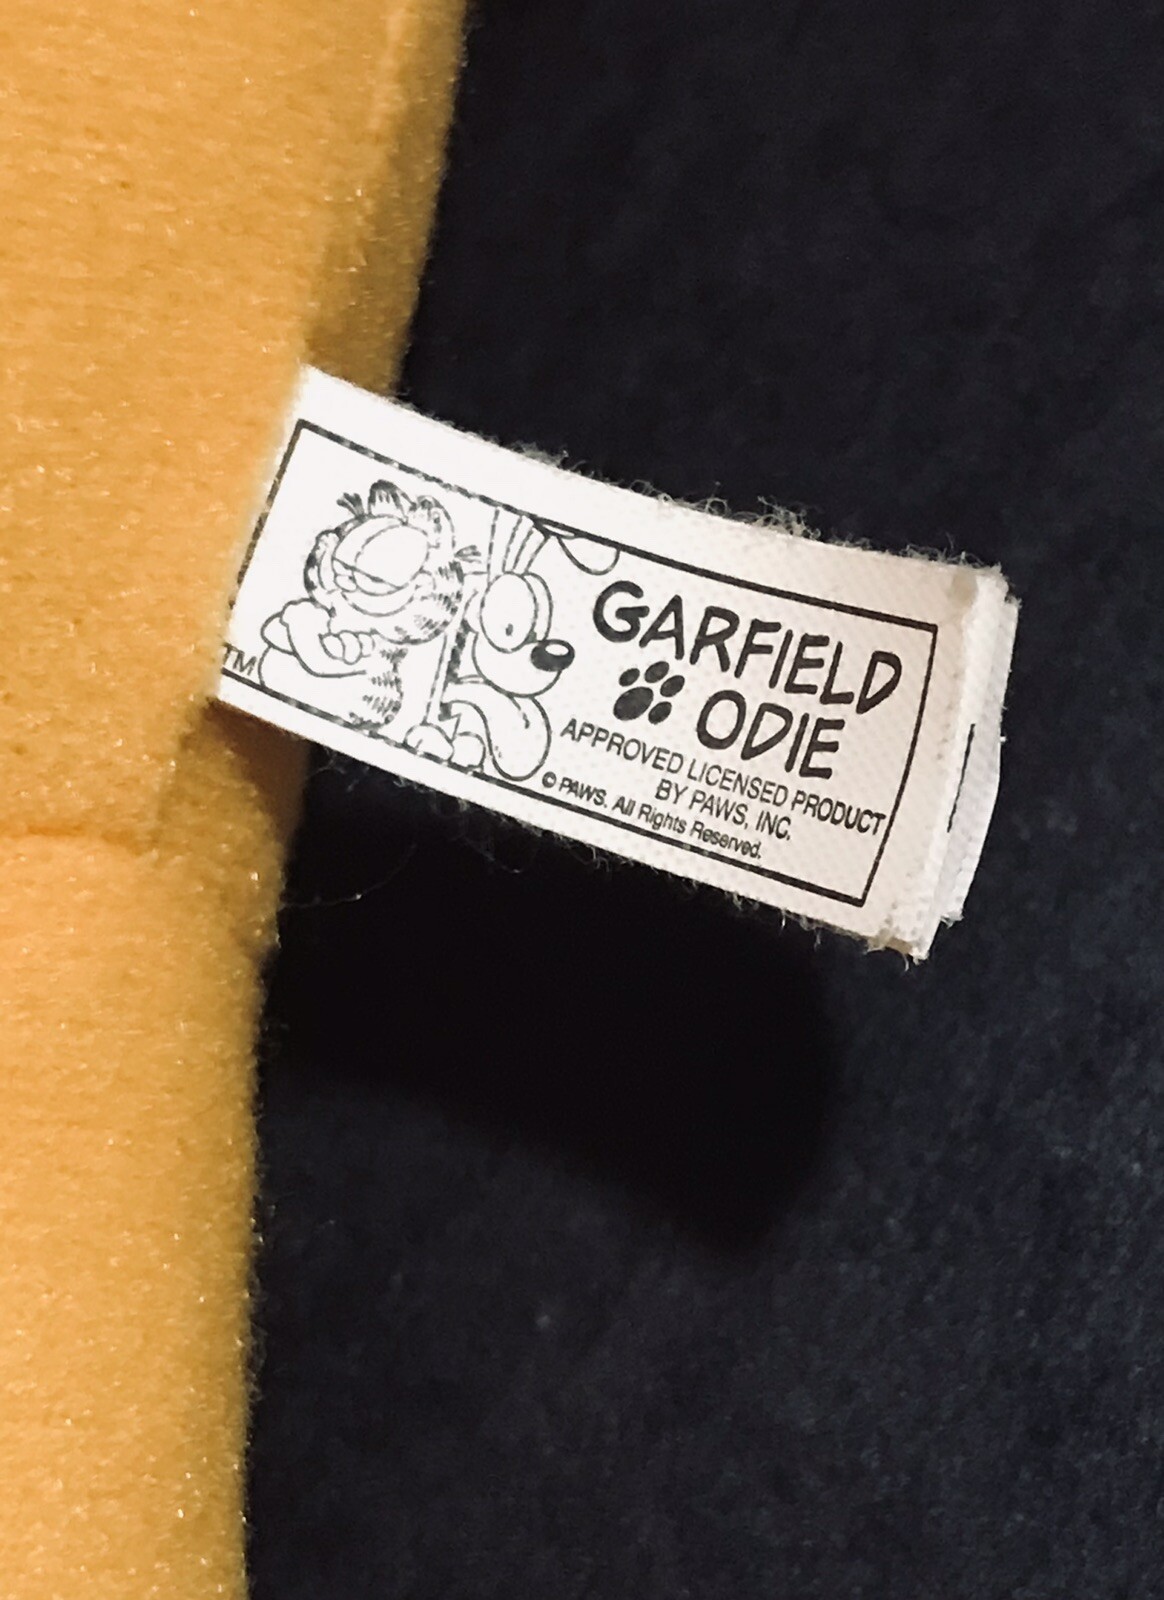 GARFIELD
ODIE
APPROVED LICENSED PRODUCT
BY PAWS, INC.
© PAWS. All Rights Reserved.
TM